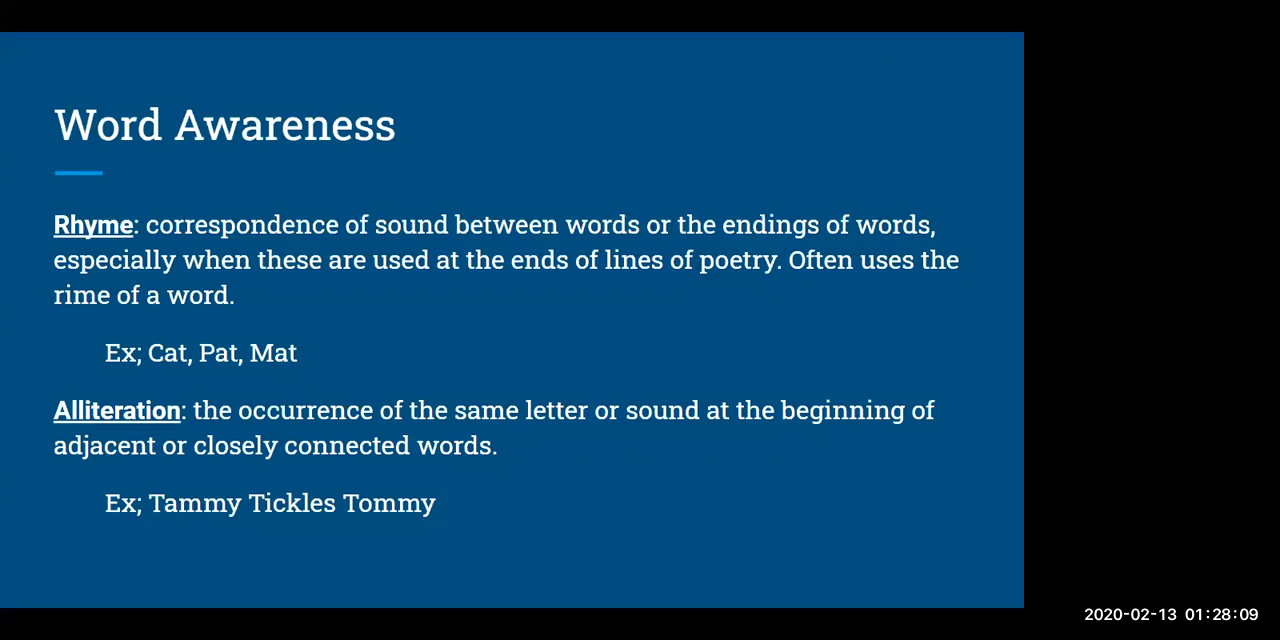 Word Awareness
Rhyme: correspondence of sound between words or the endings of words,
especially when these are used at the ends of lines of poetry. Often uses the
rime of a word.
Ex; Cat, Pat, Mat
Alliteration: the occurrence of the same letter or sound at the beginning of
adjacent or closely connected words.
Ex; Tammy Tickles Tommy
2020-02-13 01:28:09